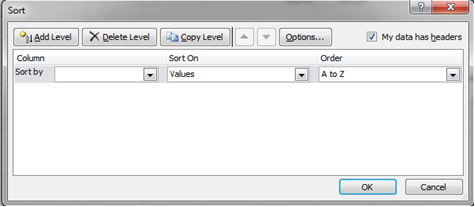 Sort
Add Level Delete Level Copy Level Options... My data has headers
Column Sort On Order
Sort by Values A to Z
OK Cancel